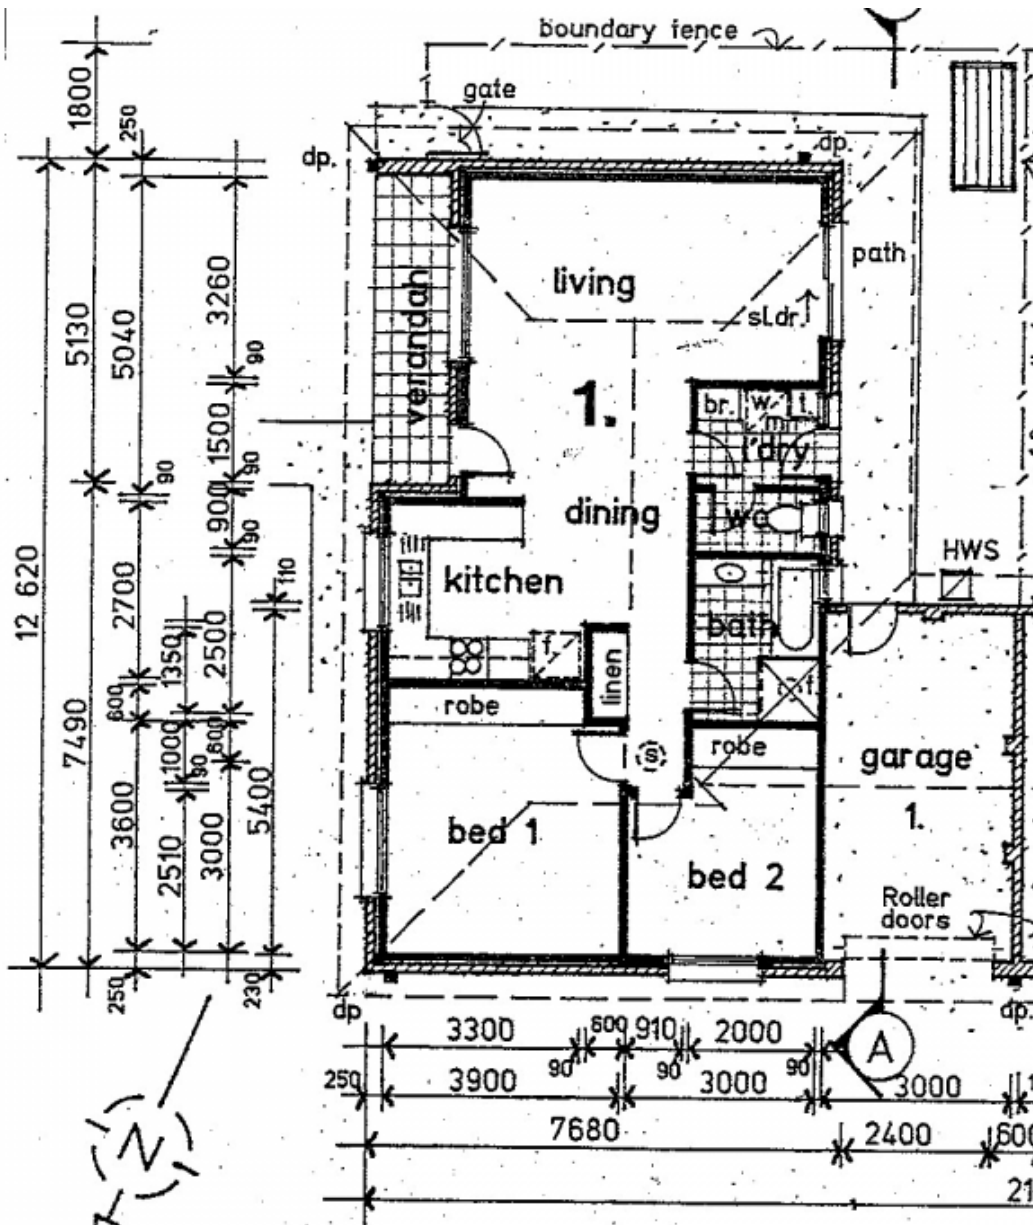 boundary fence
gate
dp.
dp.
1800
250
path
living
verandah
sl.dr.
3260
5040
5130
90
1.
br.
w.
t.
m
l'dry
1500
90
90
dining
wc
900
90
HWS
12 620
kitchen
110
2700
2500
bath
f.
linen
1350
600
robe
robe
S
7490
1000
600
90
garage
1.
5400
3600
2510
3000
bed 1
bed 2
Roller
doors
250
230
dp.
dp.
3300
600
910
2000
A
90
90
90
250
3900
3000
3000
7680
2400
600
N
21